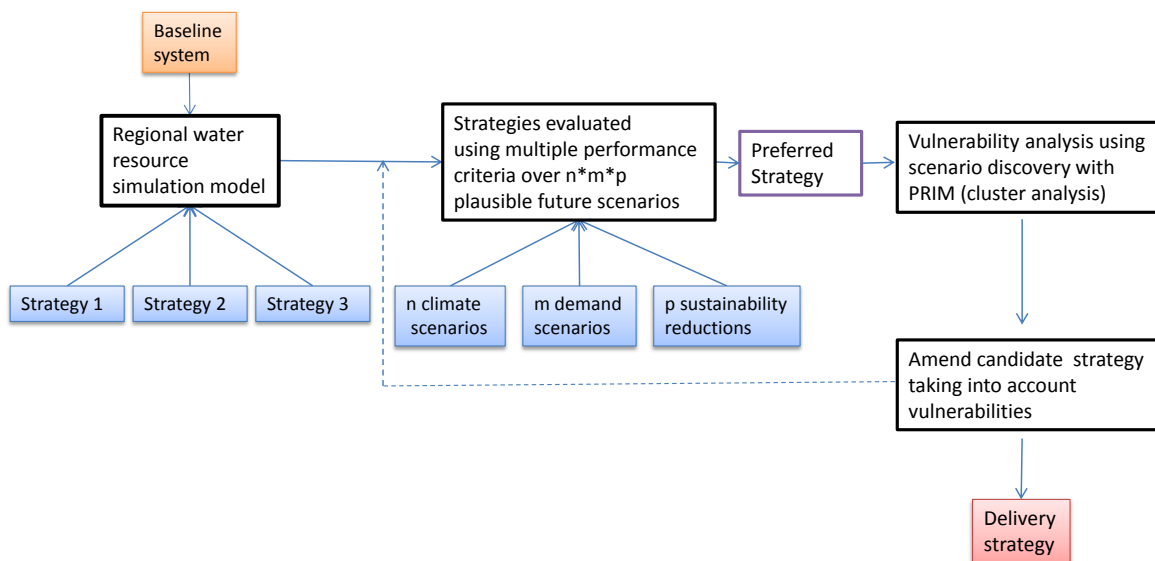 Baseline
system
Regional water
resource
simulation model
Strategies evaluated
using multiple performance
criteria over n*m*p
plausible future scenarios
Preferred
Strategy
Vulnerability analysis using
scenario discovery with
PRIM (cluster analysis)
Strategy 1
Strategy 2
Strategy 3
n climate
scenarios
m demand
scenarios
p sustainability
reductions
Amend candidate strategy
taking into account
vulnerabilities
Delivery
strategy